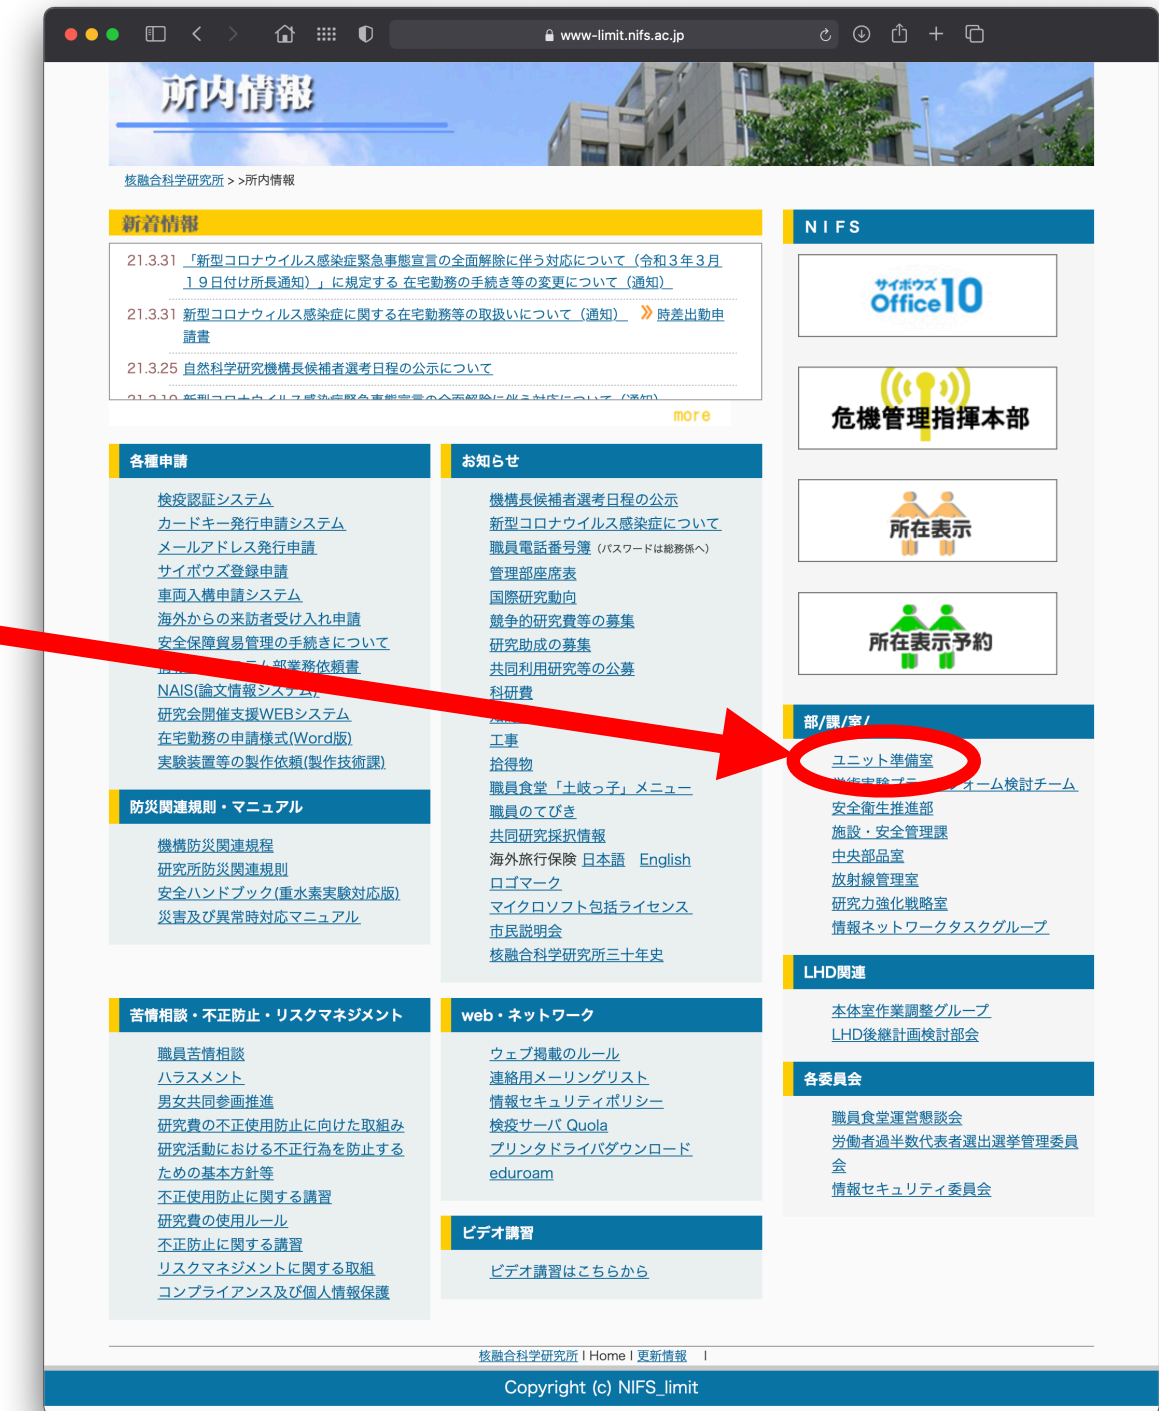 www-limit.nifs.ac.jp
所内情報
核融合科学研究所 > >所内情報
新着情報
21.3.31 「新型コロナウイルス感染症緊急事態宣言の全面解除に伴う対応について（令和３年３月
１９日付け所長通知）」に規定する 在宅勤務の手続き等の変更について（通知）
21.3.31 新型コロナウィルス感染症に関する在宅勤務等の取扱いについて（通知） 時差出勤申
請書
21.3.25 自然科学研究機構長候補者選考日程の公示について
more
各種申請
検疫認証システム
カードキー発行申請システム
メールアドレス発行申請
サイボウズ登録申請
車両入構申請システム
海外からの来訪者受け入れ申請
安全保障貿易管理の手続きについて
部業務依頼書
NAIS(論文情報システム)
研究会開催支援WEBシステム
在宅勤務の申請様式(Word版)
実験装置等の製作依頼(製作技術課)
防災関連規則・マニュアル
機構防災関連規程
研究所防災関連規則
安全ハンドブック(重水素実験対応版)
災害及び異常時対応マニュアル
お知らせ
機構長候補者選考日程の公示
新型コロナウイルス感染症について
職員電話番号簿（パスワードは総務係へ）
管理部座席表
国際研究動向
競争的研究費等の募集
研究助成の募集
共同利用研究等の公募
科研費
工事
拾得物
職員食堂「土岐っ子」メニュー
職員のてびき
共同研究採択情報
海外旅行保険 日本語 English
ロゴマーク
マイクロソフト包括ライセンス
市民説明会
核融合科学研究所三十年史
苦情相談・不正防止・リスクマネジメント
職員苦情相談
ハラスメント
男女共同参画推進
研究費の不正使用防止に向けた取組み
研究活動における不正行為を防止する
ための基本方針等
不正使用防止に関する講習
研究費の使用ルール
不正防止に関する講習
リスクマネジメントに関する取組
コンプライアンス及び個人情報保護
web・ネットワーク
ウェブ掲載のルール
連絡用メーリングリスト
情報セキュリティポリシー
検疫サーバ Quola
プリンタドライバダウンロード
eduroam
ビデオ講習
ビデオ講習はこちらから
ＮＩＦＳ
サイボウズ
Office10
危機管理指揮本部
所在表示
所在表示予約
部/課/室/
ユニット準備室
学術実験プラットフォーム検討チーム
安全衛生推進部
施設・安全管理課
中央部品室
放射線管理室
研究力強化戦略室
情報ネットワークタスクグループ
LHD関連
本体室作業調整グループ
LHD後継計画検討部会
各委員会
職員食堂運営懇談会
労働者過半数代表者選出選挙管理委員
会
情報セキュリティ委員会
核融合科学研究所 | Home | 更新情報 |
Copyright (c) NIFS_limit